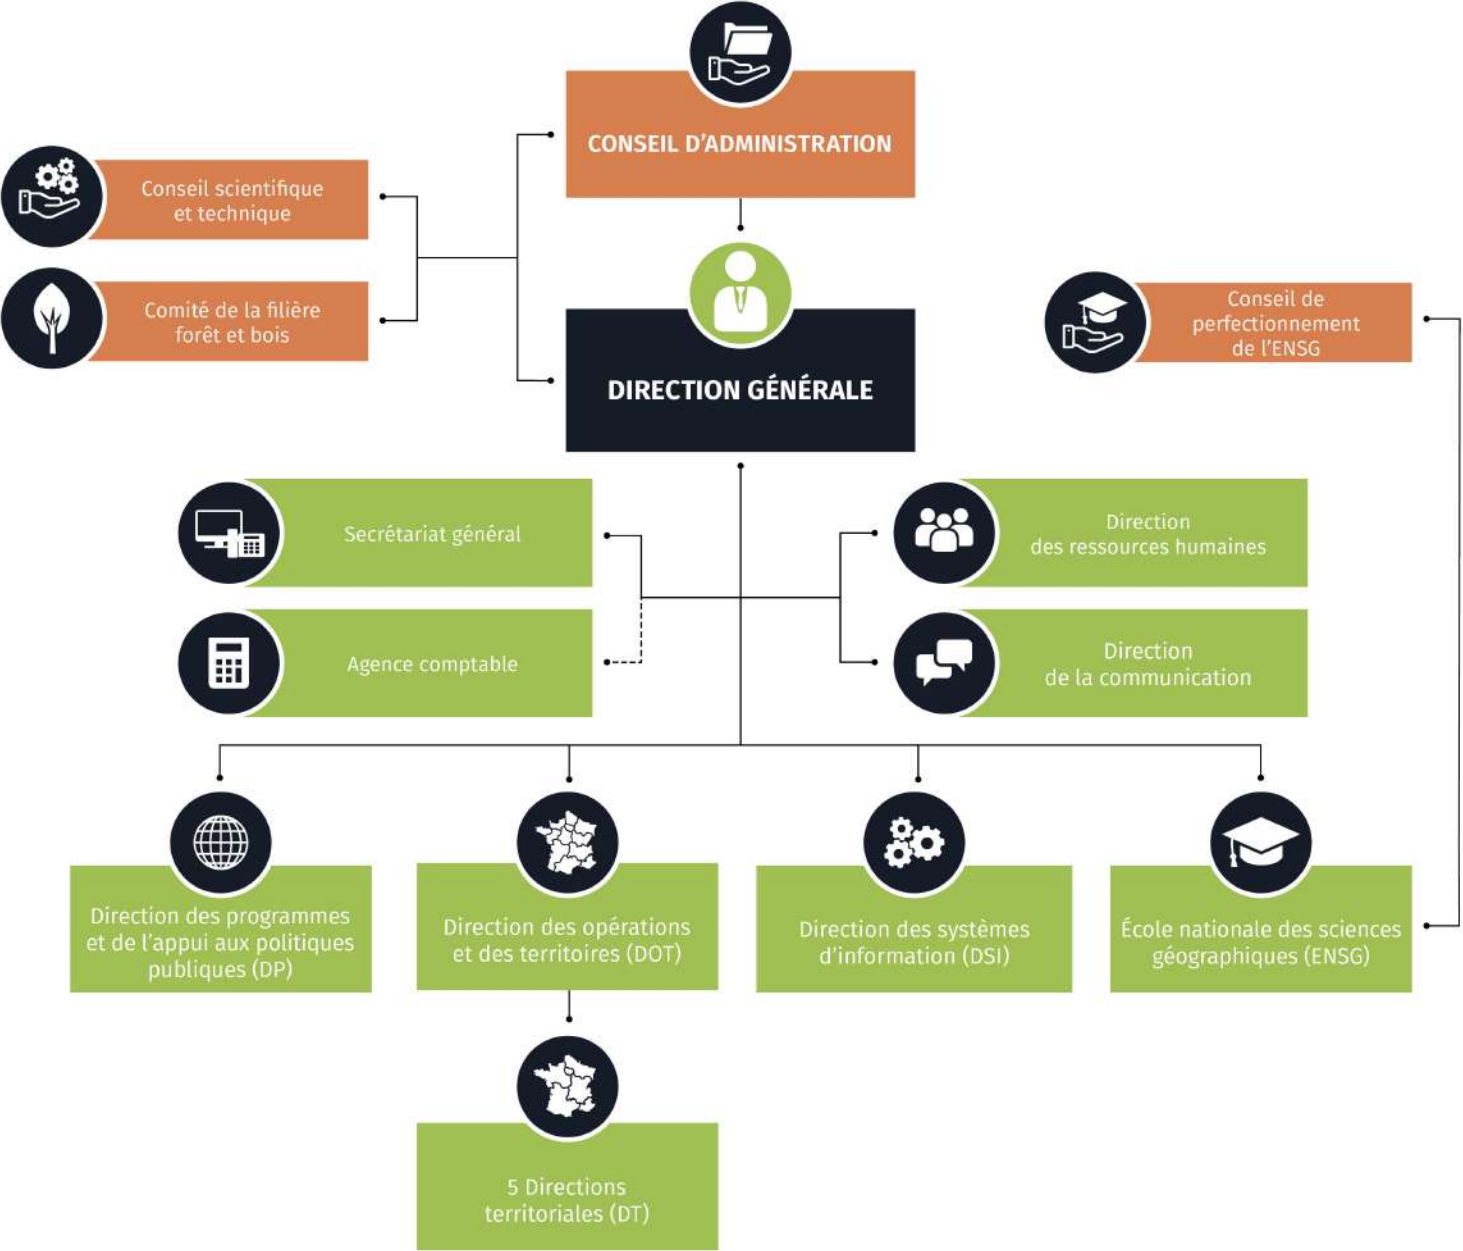 CONSEIL D'ADMINISTRATION
Conseil scientifique
et technique
Comité de la filière
forêt et bois
Conseil de
perfectionnement
de l'ENSG
DIRECTION GÉNÉRALE
Secrétariat général
Direction
des ressources humaines
Agence comptable
Direction
de la communication
Direction des programmes
et de l'appui aux politiques
publiques (DP)
Direction des opérations
et des territoires (DOT)
Direction des systèmes
d'information (DSI)
École nationale des sciences
géographiques (ENSG)
5 Directions
territoriales (DT)